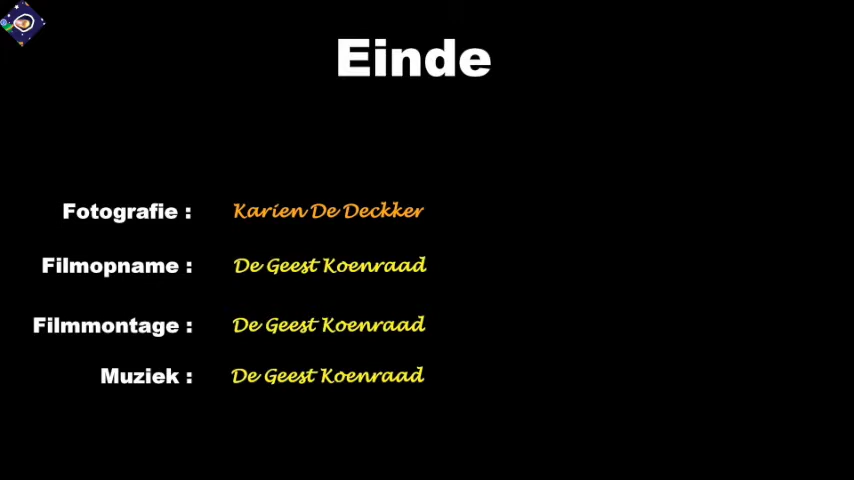 Einde
Fotografie : Karien De Deckker
Filmopname : De Geest Koenraad
Filmmontage : De Geest Koenraad
Muziek : De Geest Koenraad